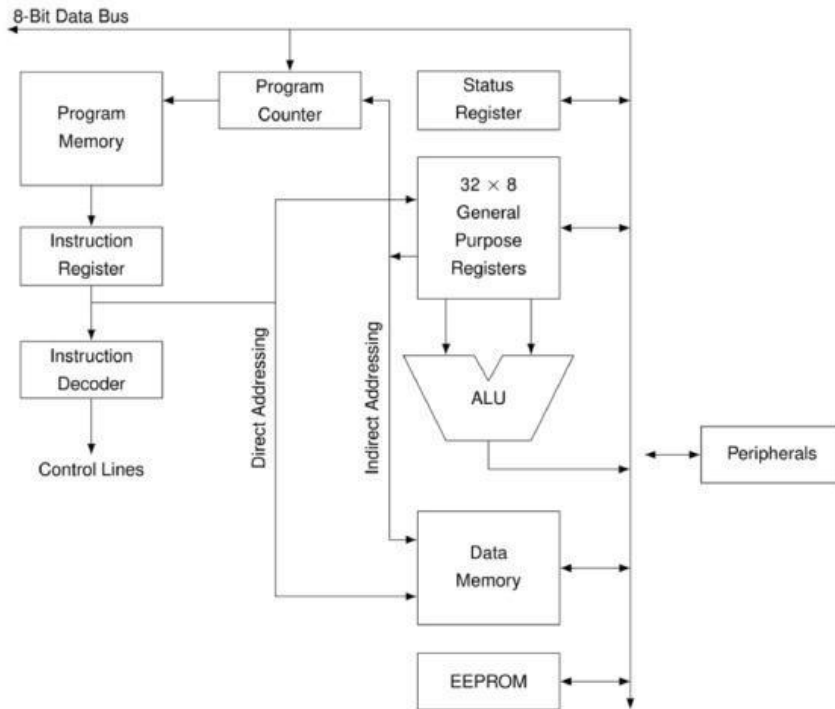 8-Bit Data Bus
Program
Counter
Status
Register
Program
Memory
32 × 8
General
Purpose
Registers
Instruction
Register
Instruction
Decoder
Control Lines
Direct Addressing
Indirect Addressing
ALU
Peripherals
Data
Memory
EEPROM